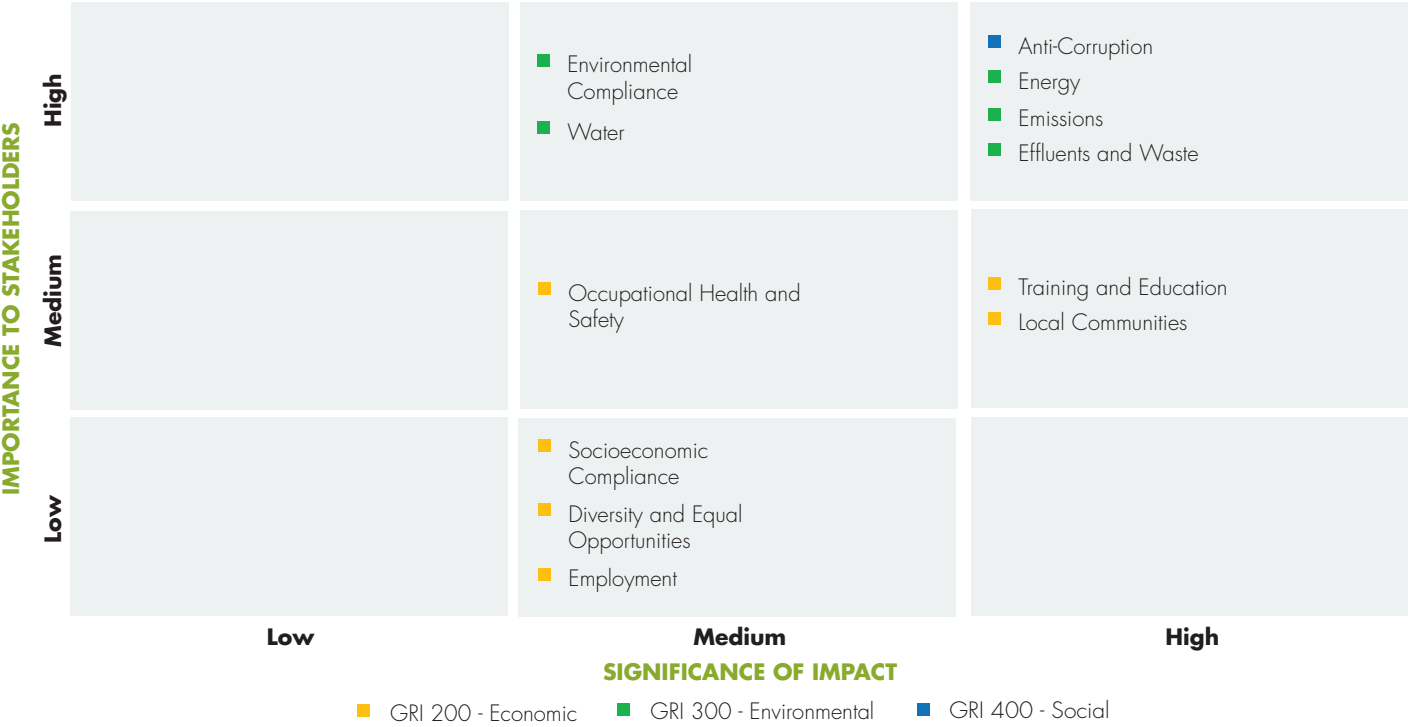 IMPORTANCE TO STAKEHOLDERS
High
Environmental
Compliance
Water
Anti-Corruption
Energy
Emissions
Effluents and Waste
Medium
Occupational Health and
Safety
Training and Education
Local Communities
Low
Socioeconomic
Compliance
Diversity and Equal
Opportunities
Employment
Low
Medium
High
SIGNIFICANCE OF IMPACT
GRI 200 - Economic
GRI 300 - Environmental
GRI 400 - Social